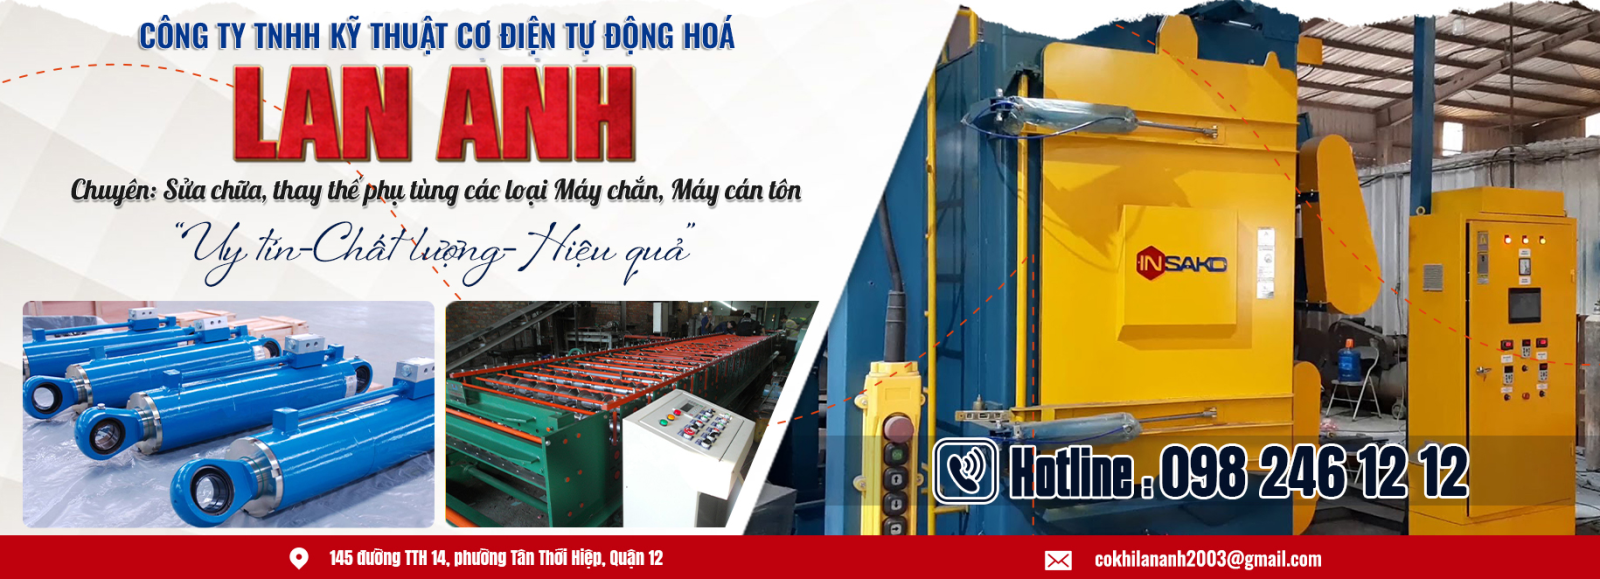 CÔNG TY TNHH KỸ THUẬT CƠ ĐIỆN TỰ ĐỘNG HOÁ
LAN ANH
Chuyên: Sửa chữa, thay thế phụ tùng các loại Máy chấn, Máy cán tôn
“Uy tín-Chất lượng-Hiệu quả”
INSAKO
Hotline : 098 246 12 12
145 đường TTH 14, phường Tân Thới Hiệp, Quận 12
cokhilananh2003@gmail.com